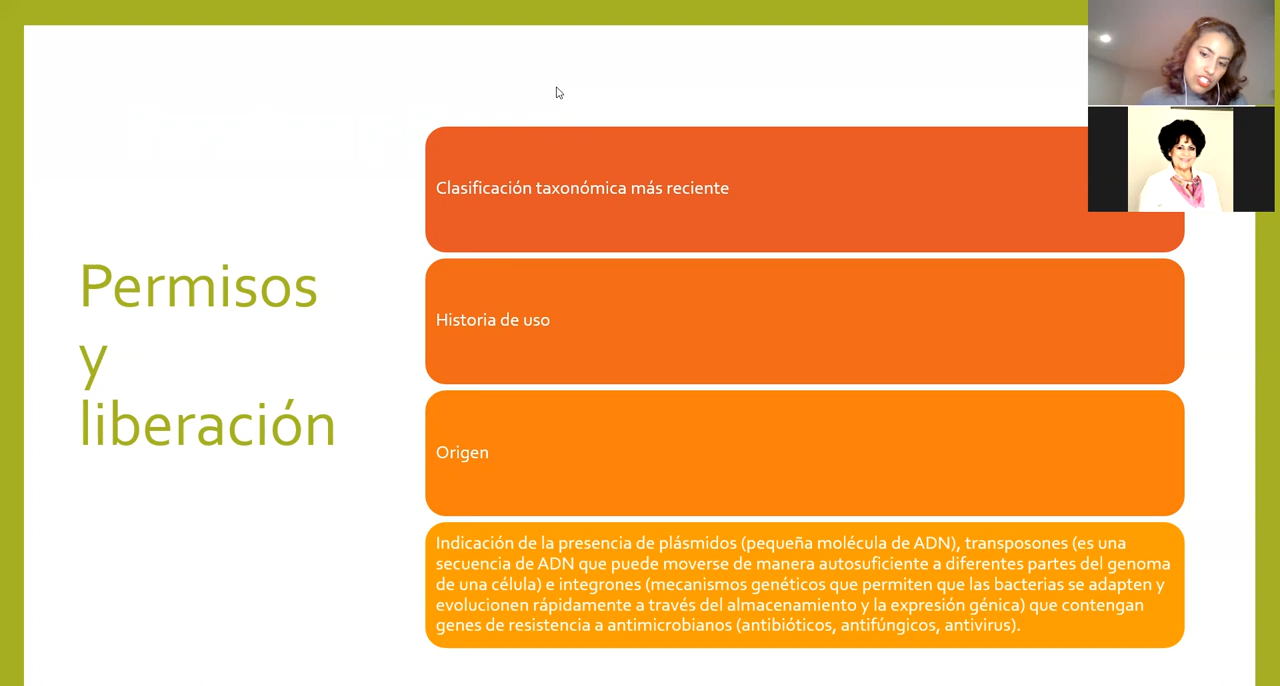 Permisos
y
liberación
Clasificación taxonómica más reciente
Historia de uso
Origen
Indicación de la presencia de plásmidos (pequeña molécula de ADN), transposones (es una
secuencia de ADN que puede moverse de manera autosuficiente a diferentes partes del genoma
de una célula) e integrones (mecanismos genéticos que permiten que las bacterias se adapten y
evolucionen rápidamente a través del almacenamiento y la expresión génica) que contengan
genes de resistencia a antimicrobianos (antibióticos, antifúngicos, antivirus).